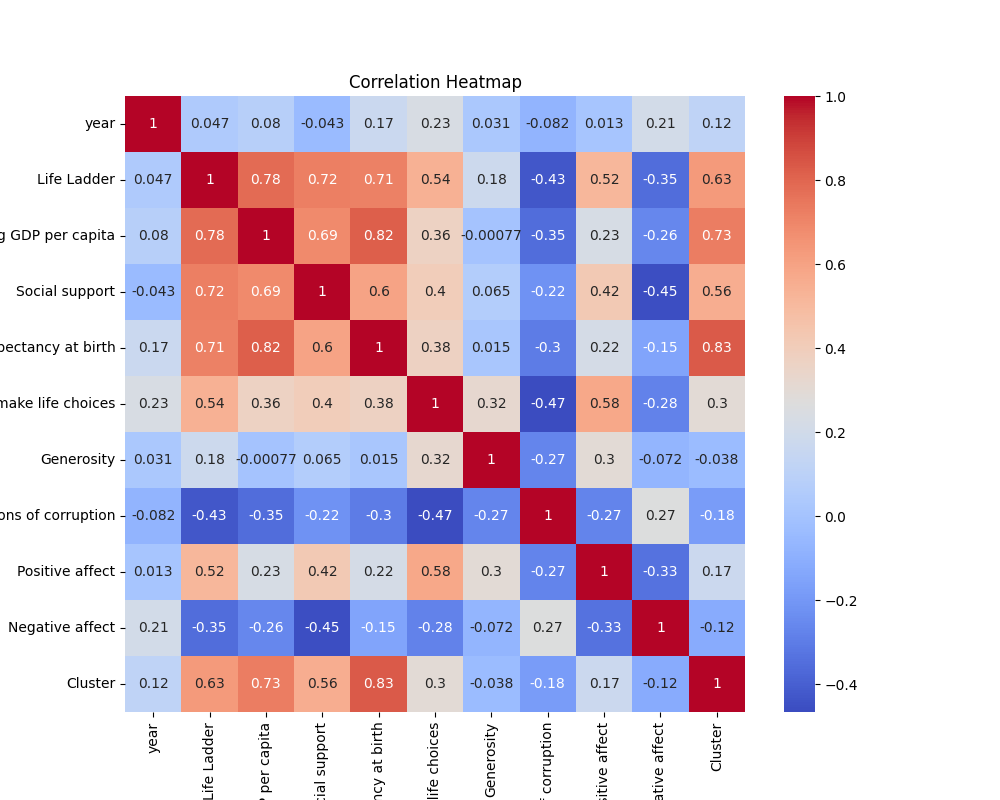 Correlation Heatmap
year 1 0.047 0.08 -0.043 0.17 0.23 0.031 -0.082 0.013 0.21 0.12
Life Ladder 0.047 1 0.78 0.72 0.71 0.54 0.18 -0.43 0.52 -0.35 0.63
g GDP per capita 0.08 0.78 1 0.69 0.82 0.36 -0.00077 -0.35 0.23 -0.26 0.73
Social support -0.043 0.72 0.69 1 0.6 0.4 0.065 -0.22 0.42 -0.45 0.56
pectancy at birth 0.17 0.71 0.82 0.6 1 0.38 0.015 -0.3 0.22 -0.15 0.83
make life choices 0.23 0.54 0.36 0.4 0.38 1 0.32 -0.47 0.58 -0.28 0.3
Generosity 0.031 0.18 -0.00077 0.065 0.015 0.32 1 -0.27 0.3 -0.072 -0.038
ons of corruption -0.082 -0.43 -0.35 -0.22 -0.3 -0.47 -0.27 1 -0.27 0.27 -0.18
Positive affect 0.013 0.52 0.23 0.42 0.22 0.58 0.3 -0.27 1 -0.33 0.17
Negative affect 0.21 -0.35 -0.26 -0.45 -0.15 -0.28 -0.072 0.27 -0.33 1 -0.12
Cluster 0.12 0.63 0.73 0.56 0.83 0.3 -0.038 -0.18 0.17 -0.12 1
year
Life Ladder
P per capita
cial support
ncy at birth
life choices
Generosity
f corruption
sitive affect
ative affect
Cluster
1.0
0.8
0.6
0.4
0.2
0.0
−0.2
−0.4